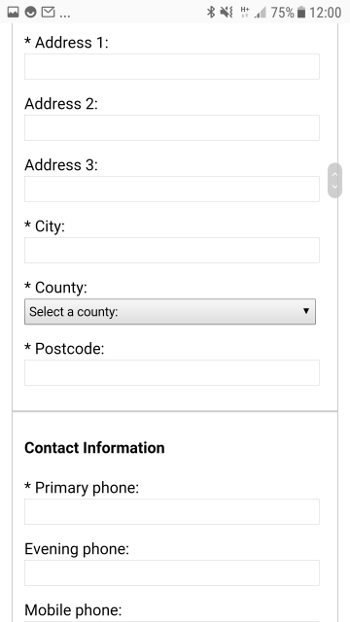 ... H+ 75% 12:00
* Address 1:
Address 2:
Address 3:
* City:
* County:
Select a county:
* Postcode:
Contact Information
* Primary phone:
Evening phone:
Mobile phone: